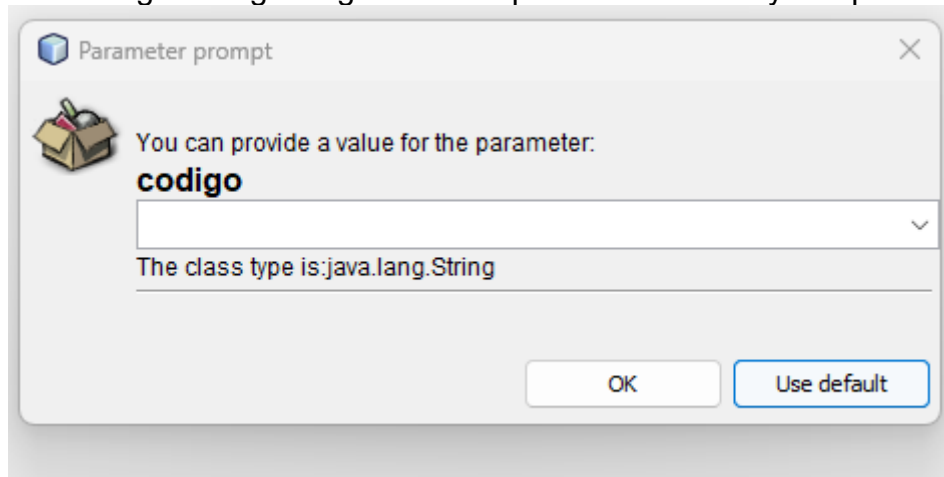 Parameter prompt
You can provide a value for the parameter:
codigo
The class type is:java.lang.String
OK
Use default